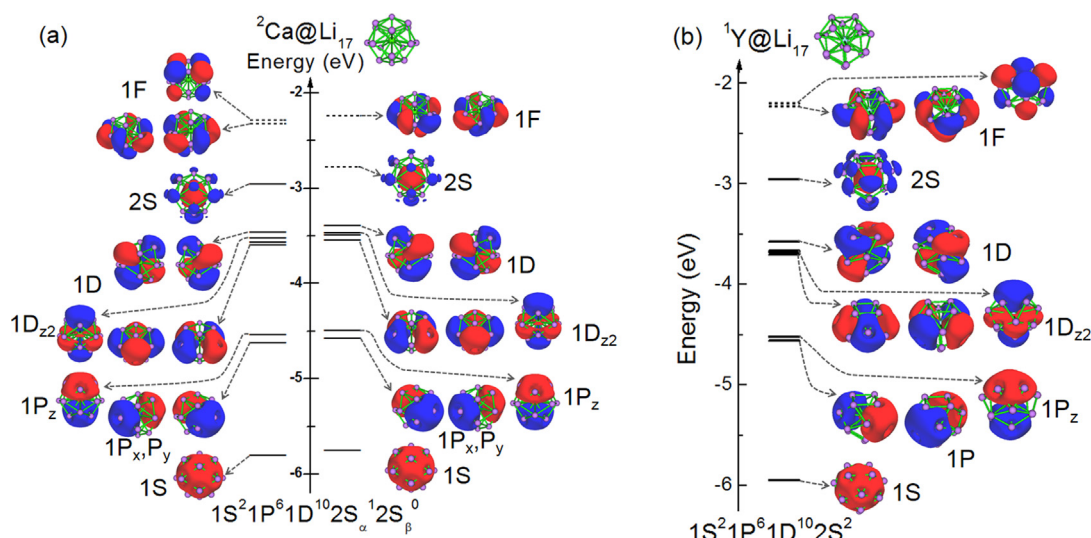 (a)
²Ca@Li₁₇
Energy (eV)
-2
-3
-4
-5
-6
1F
2S
1D
1D_z2
1P_z
1P_x,P_y
1S
1F
2S
1D
1D_z2
1P_z
1P_x,P_y
1S
1S²1P⁶1D¹⁰2S_α¹2S_β⁰
(b)
¹Y@Li₁₇
Energy (eV)
-2
-3
-4
-5
-6
1F
2S
1D
1D_z2
1P_z
1P
1S
1S²1P⁶1D¹⁰2S²